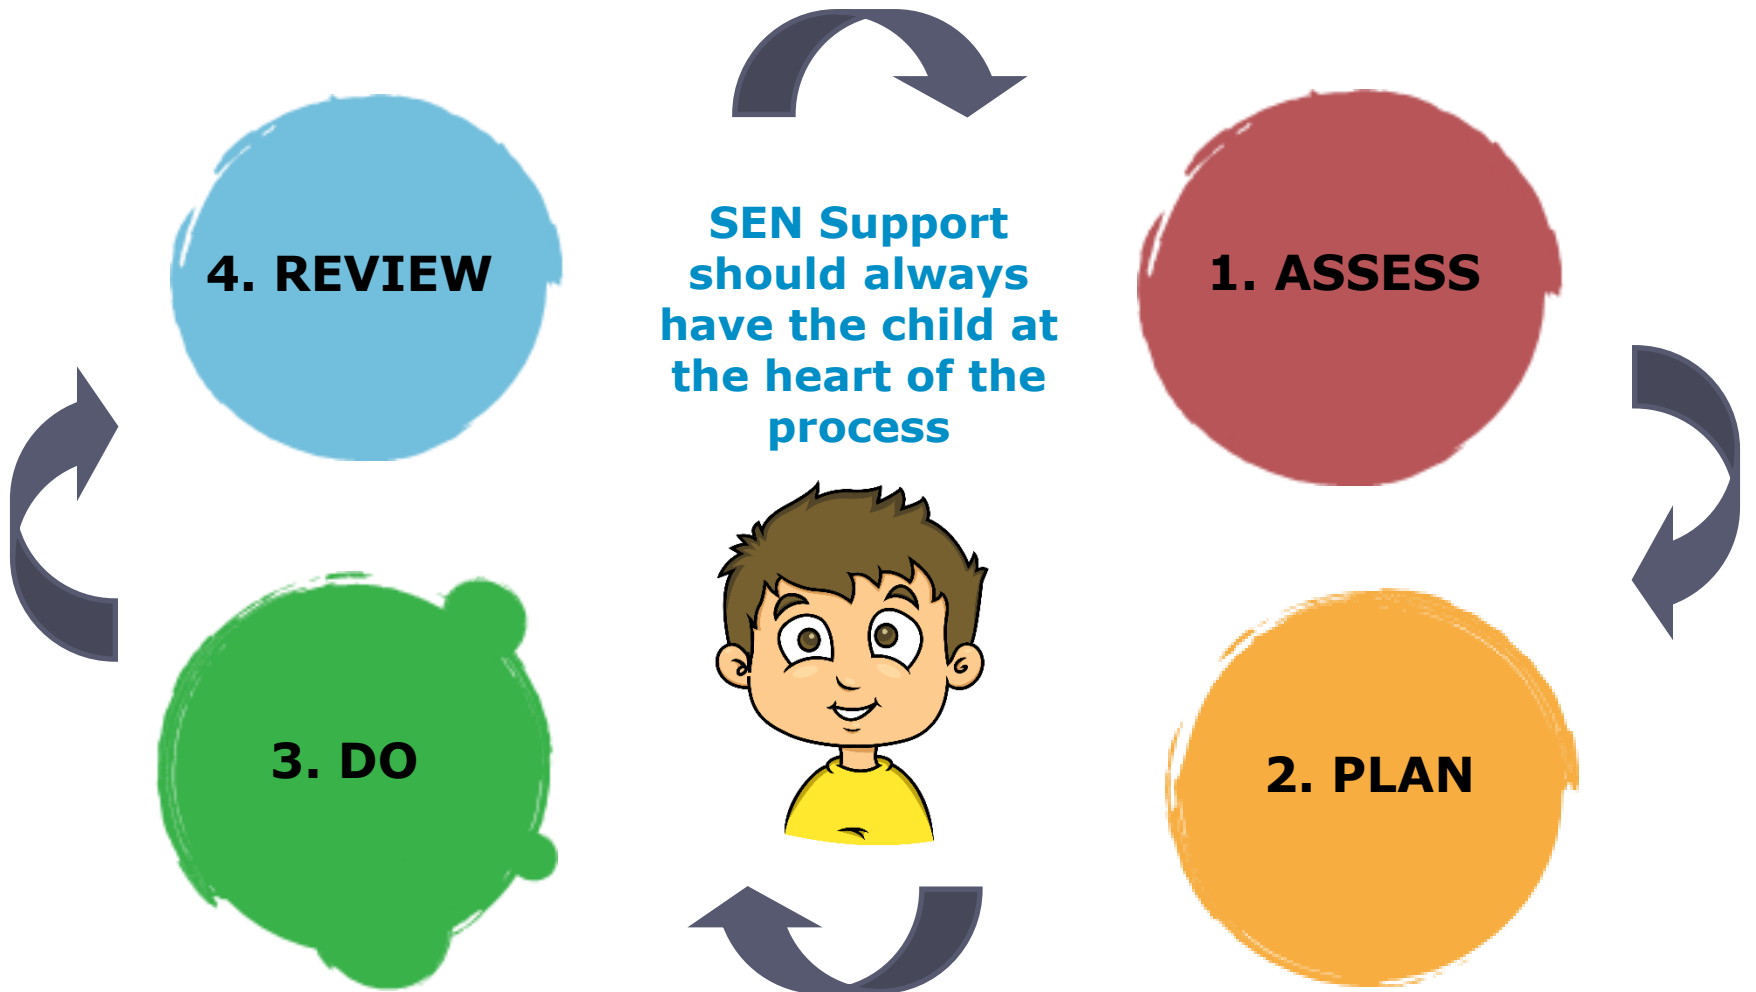 SEN Support
should always
have the child at
the heart of the
process
1. ASSESS
2. PLAN
3. DO
4. REVIEW